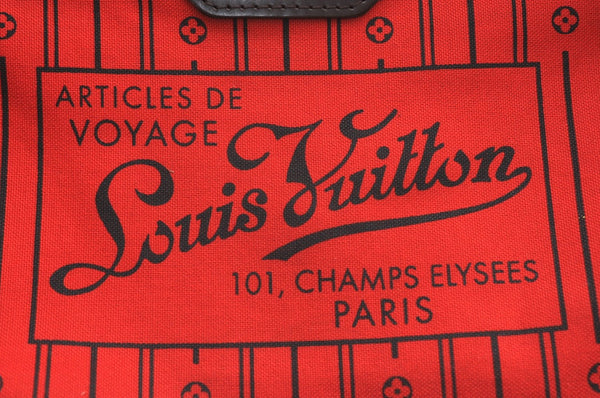 ARTICLES DE
VOYAGE
Louis Vuitton
101, CHAMPS ELYSEES
PARIS